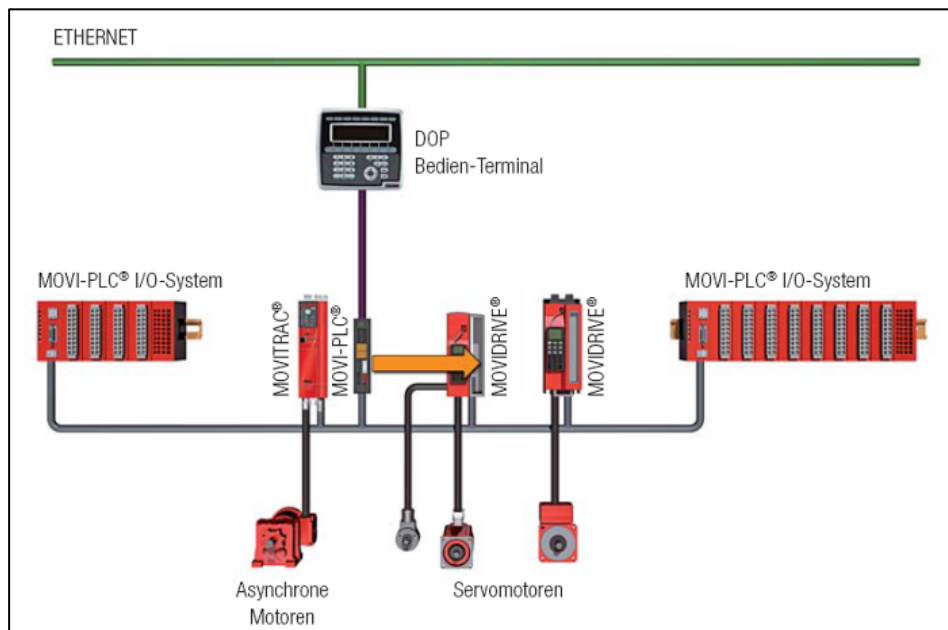 ETHERNET
DOP
Bedien-Terminal
MOVI-PLC® I/O-System
MOVITRAC®
MOVI-PLC®
MOVIDRIVE®
MOVIDRIVE®
MOVI-PLC® I/O-System
Asynchrone
Motoren
Servomotoren